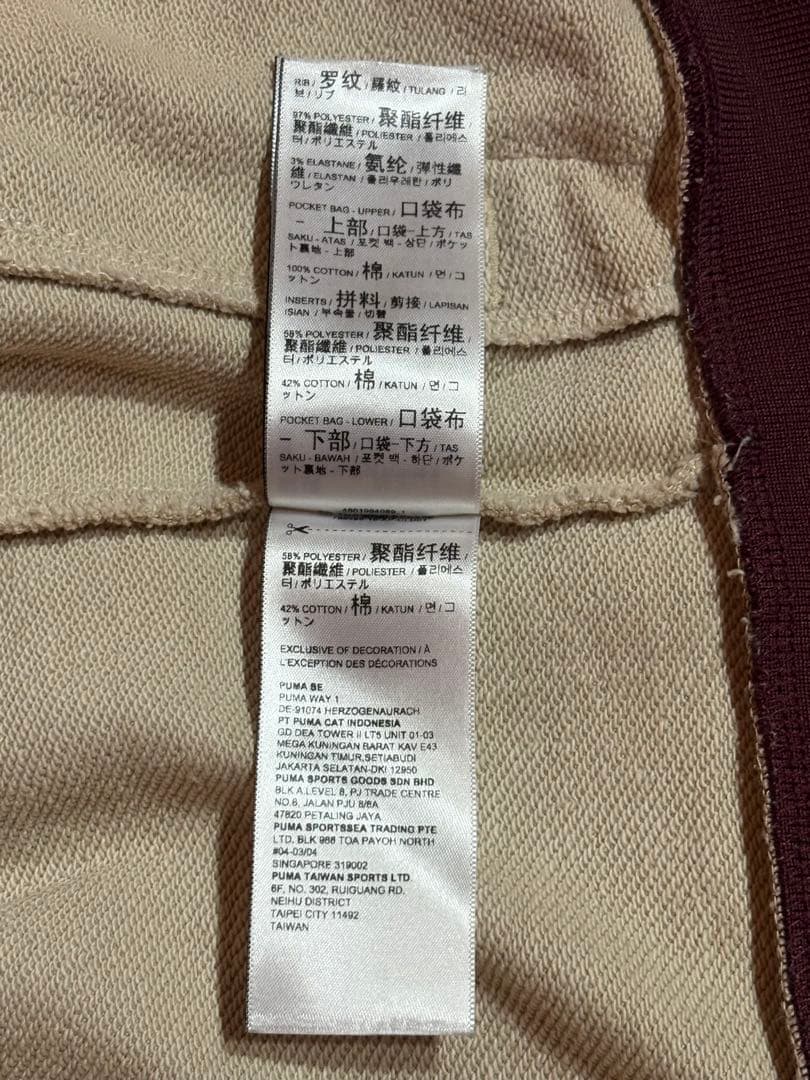 RIB / 罗纹 / 羅紋 / TULANG / 리
브 / リブ
97% POLYESTER / 聚酯纤维
聚酯纖維 / POLIESTER / 폴리에스
터 / ポリエステル
3% ELASTANE / 氨纶 / 彈性纖
維 / ELASTAN / 폴리우레탄 / ポリ
ウレタン
POCKET BAG - UPPER / 口袋布
- 上部 / 口袋-上方 / TAS
SAKU - ATAS / 포켓 백 - 상단 / ポケッ
ト裏地 - 上部
100% COTTON / 棉 / KATUN / 면 / コ
ットン
INSERTS / 拼料 / 剪接 / LAPISAN
ISIAN / 부속물 / 切替
58% POLYESTER / 聚酯纤维 /
聚酯纖維 / POLIESTER / 폴리에스
터 / ポリエステル
42% COTTON / 棉 / KATUN / 면 / コ
ットン
POCKET BAG - LOWER / 口袋布
- 下部 / 口袋-下方 / TAS
SAKU - BAWAH / 포켓 백 - 하단 / ポケ
ット裏地 - 下部
58% POLYESTER / 聚酯纤维 /
聚酯纖維 / POLIESTER / 폴리에스
터 / ポリエステル
42% COTTON / 棉 / KATUN / 면 / コ
ットン
EXCLUSIVE OF DECORATION / À
L'EXCEPTION DES DÉCORATIONS
PUMA SE
PUMA WAY 1
DE-91074 HERZOGENAURACH
PT PUMA CAT INDONESIA
GD DEA TOWER II LT5 UNIT 01-03
MEGA KUNINGAN BARAT KAV E43
KUNINGAN TIMUR,SETIABUDI
JAKARTA SELATAN-DKI 12950
PUMA SPORTS GOODS SDN BHD
BLK A,LEVEL 8, PJ TRADE CENTRE
NO.8, JALAN PJU 8/8A
47820 PETALING JAYA
PUMA SPORTSSEA TRADING PTE
LTD. BLK 998 TOA PAYOH NORTH
#04-03/04
SINGAPORE 319002
PUMA TAIWAN SPORTS LTD.
6F, NO. 302, RUIGUANG RD.
NEIHU DISTRICT
TAIPEI CITY 11492
TAIWAN